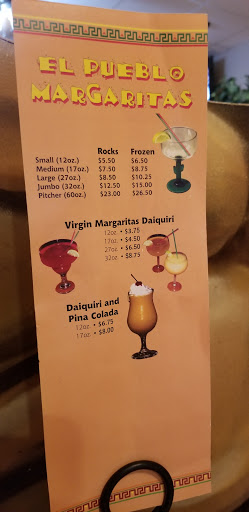 EL PUEBLO
MARGARITAS
Rocks Frozen
Small (12oz.) $5.50 $6.50
Medium (17oz.) $7.50 $8.75
Large (27oz.) $8.50 $10.25
Jumbo (32oz.) $12.50 $15.00
Pitcher (60oz.) $23.00 $26.50
Virgin Margaritas Daiquiri
12oz. • $3.75
17oz. • $4.50
27oz. • $6.50
32oz. • $8.75
Daiquiri and
Pina Colada
12oz. • $6.75
17oz. • $8.00